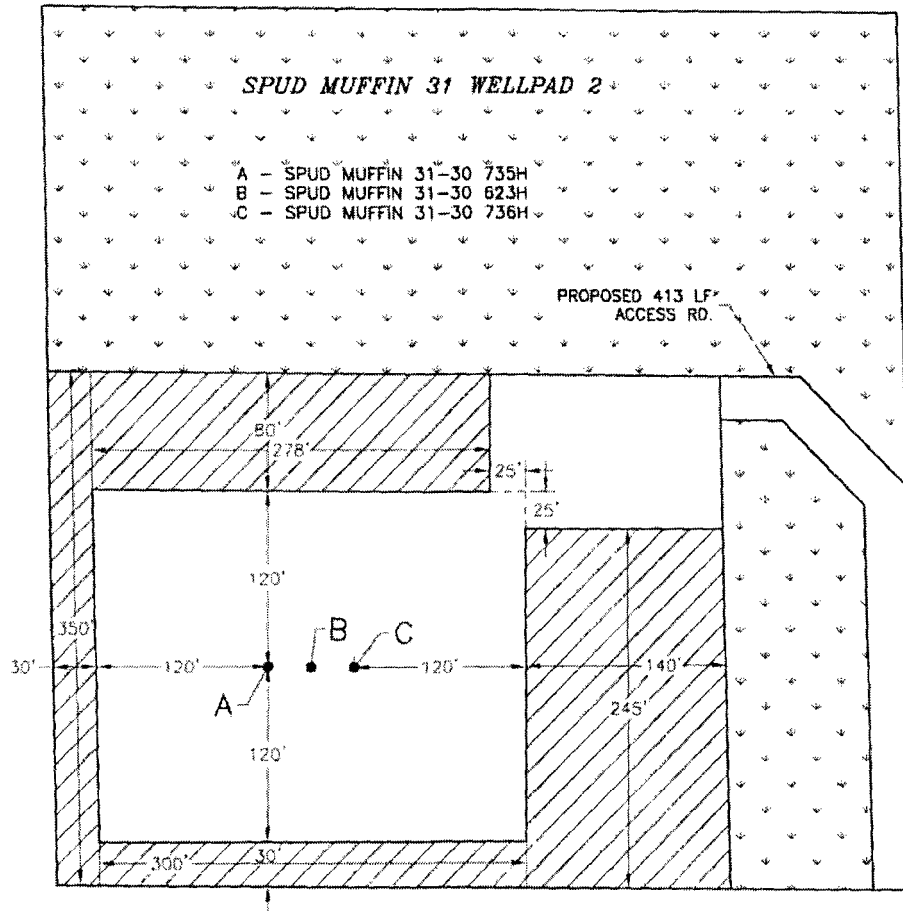 SPUD MUFFIN 31 WELLPAD 2
A - SPUD MUFFIN 31-30 735H
B - SPUD MUFFIN 31-30 623H
C - SPUD MUFFIN 31-30 736H
PROPOSED 413 LF
ACCESS RD.
80'
278'
25'
25'
120'
350'
B
C
30'
120'
120'
140'
A
245'
120'
300'
30'